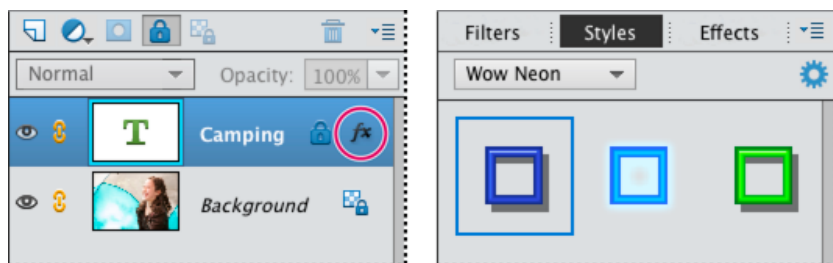 Normal Opacity: 100%
T Camping fx
Background
Filters Styles Effects
Wow Neon